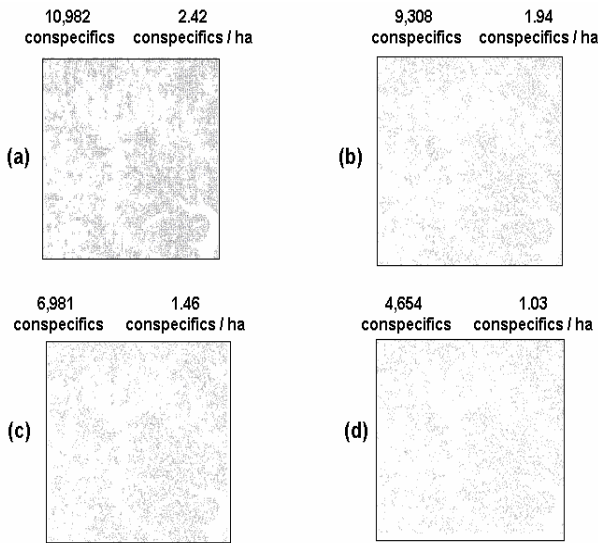 10,982 2.42
conspecifics conspecifics / ha
(a)
9,308 1.94
conspecifics conspecifics / ha
(b)
6,981 1.46
conspecifics conspecifics / ha
(c)
4,654 1.03
conspecifics conspecifics / ha
(d)